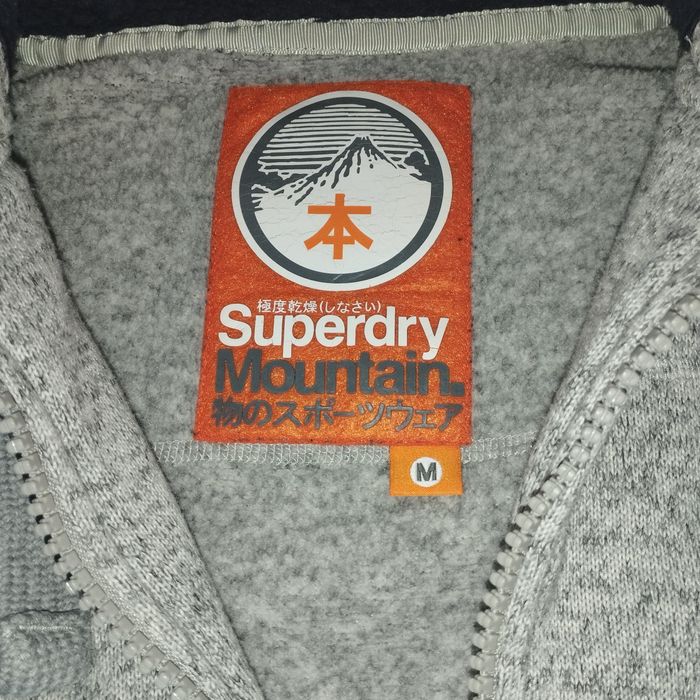 本
極度乾燥(しなさい)
Superdry
Mountain.
物のスポーツウェア
M